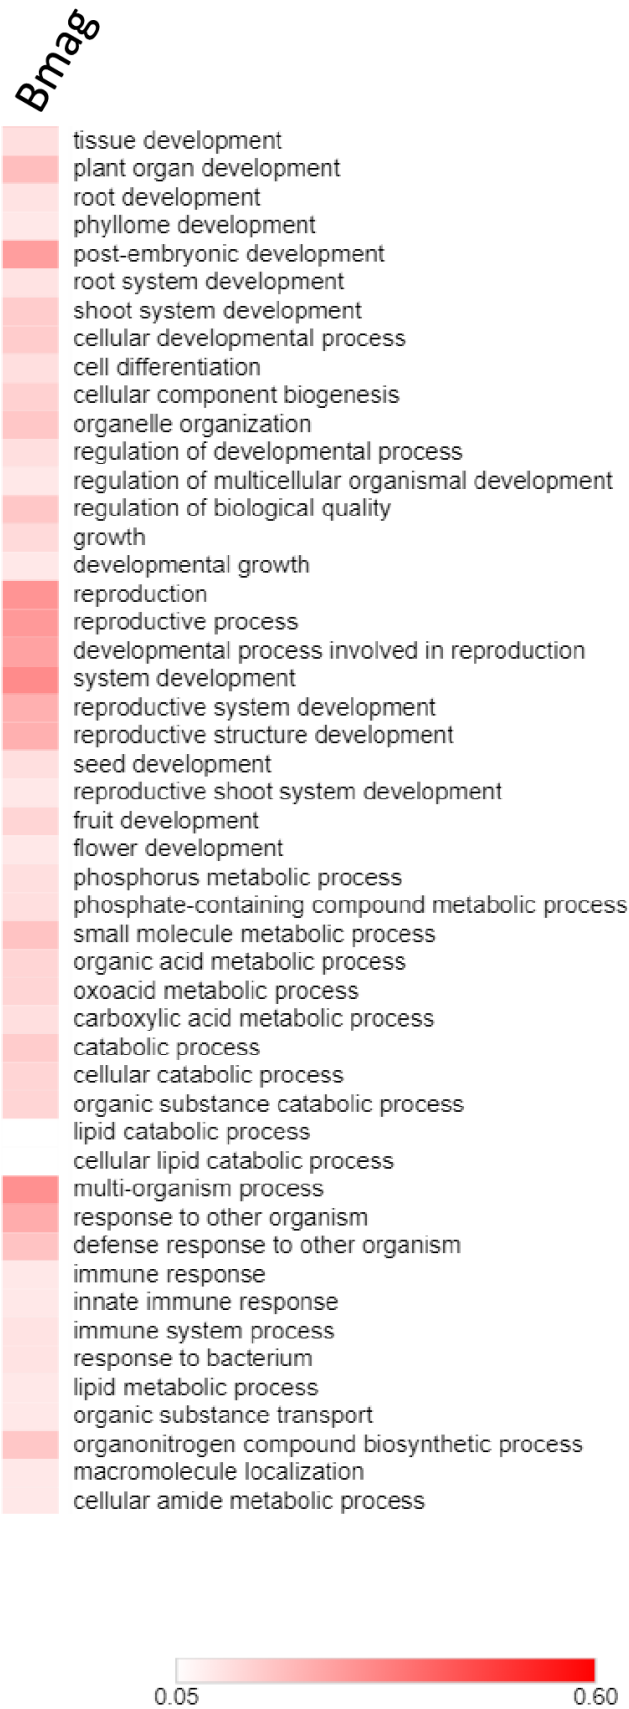 Bmag
tissue development
plant organ development
root development
phyllome development
post-embryonic development
root system development
shoot system development
cellular developmental process
cell differentiation
cellular component biogenesis
organelle organization
regulation of developmental process
regulation of multicellular organismal development
regulation of biological quality
growth
developmental growth
reproduction
reproductive process
developmental process involved in reproduction
system development
reproductive system development
reproductive structure development
seed development
reproductive shoot system development
fruit development
flower development
phosphorus metabolic process
phosphate-containing compound metabolic process
small molecule metabolic process
organic acid metabolic process
oxoacid metabolic process
carboxylic acid metabolic process
catabolic process
cellular catabolic process
organic substance catabolic process
lipid catabolic process
cellular lipid catabolic process
multi-organism process
response to other organism
defense response to other organism
immune response
innate immune response
immune system process
response to bacterium
lipid metabolic process
organic substance transport
organonitrogen compound biosynthetic process
macromolecule localization
cellular amide metabolic process
0.05 0.60